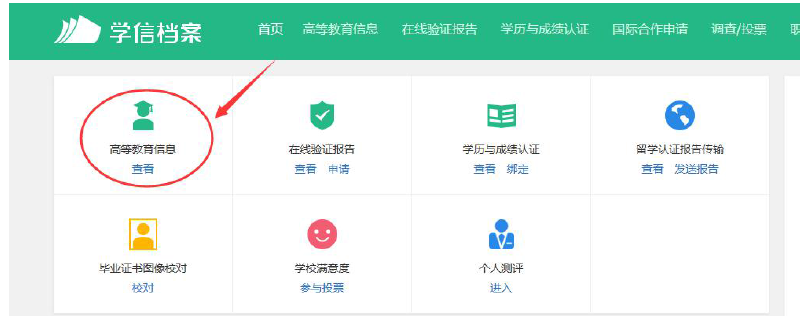 学信档案
首页 高等教育信息 在线验证报告 学历与成绩认证 国际合作申请 调查/投票
高等教育信息 在线验证报告 学历与成绩认证 留学认证报告传输
查看 查看 申请 查看 绑定 查看 发送报告
毕业证书图像校对 学校满意度 个人测评
校对 参与投票 进入